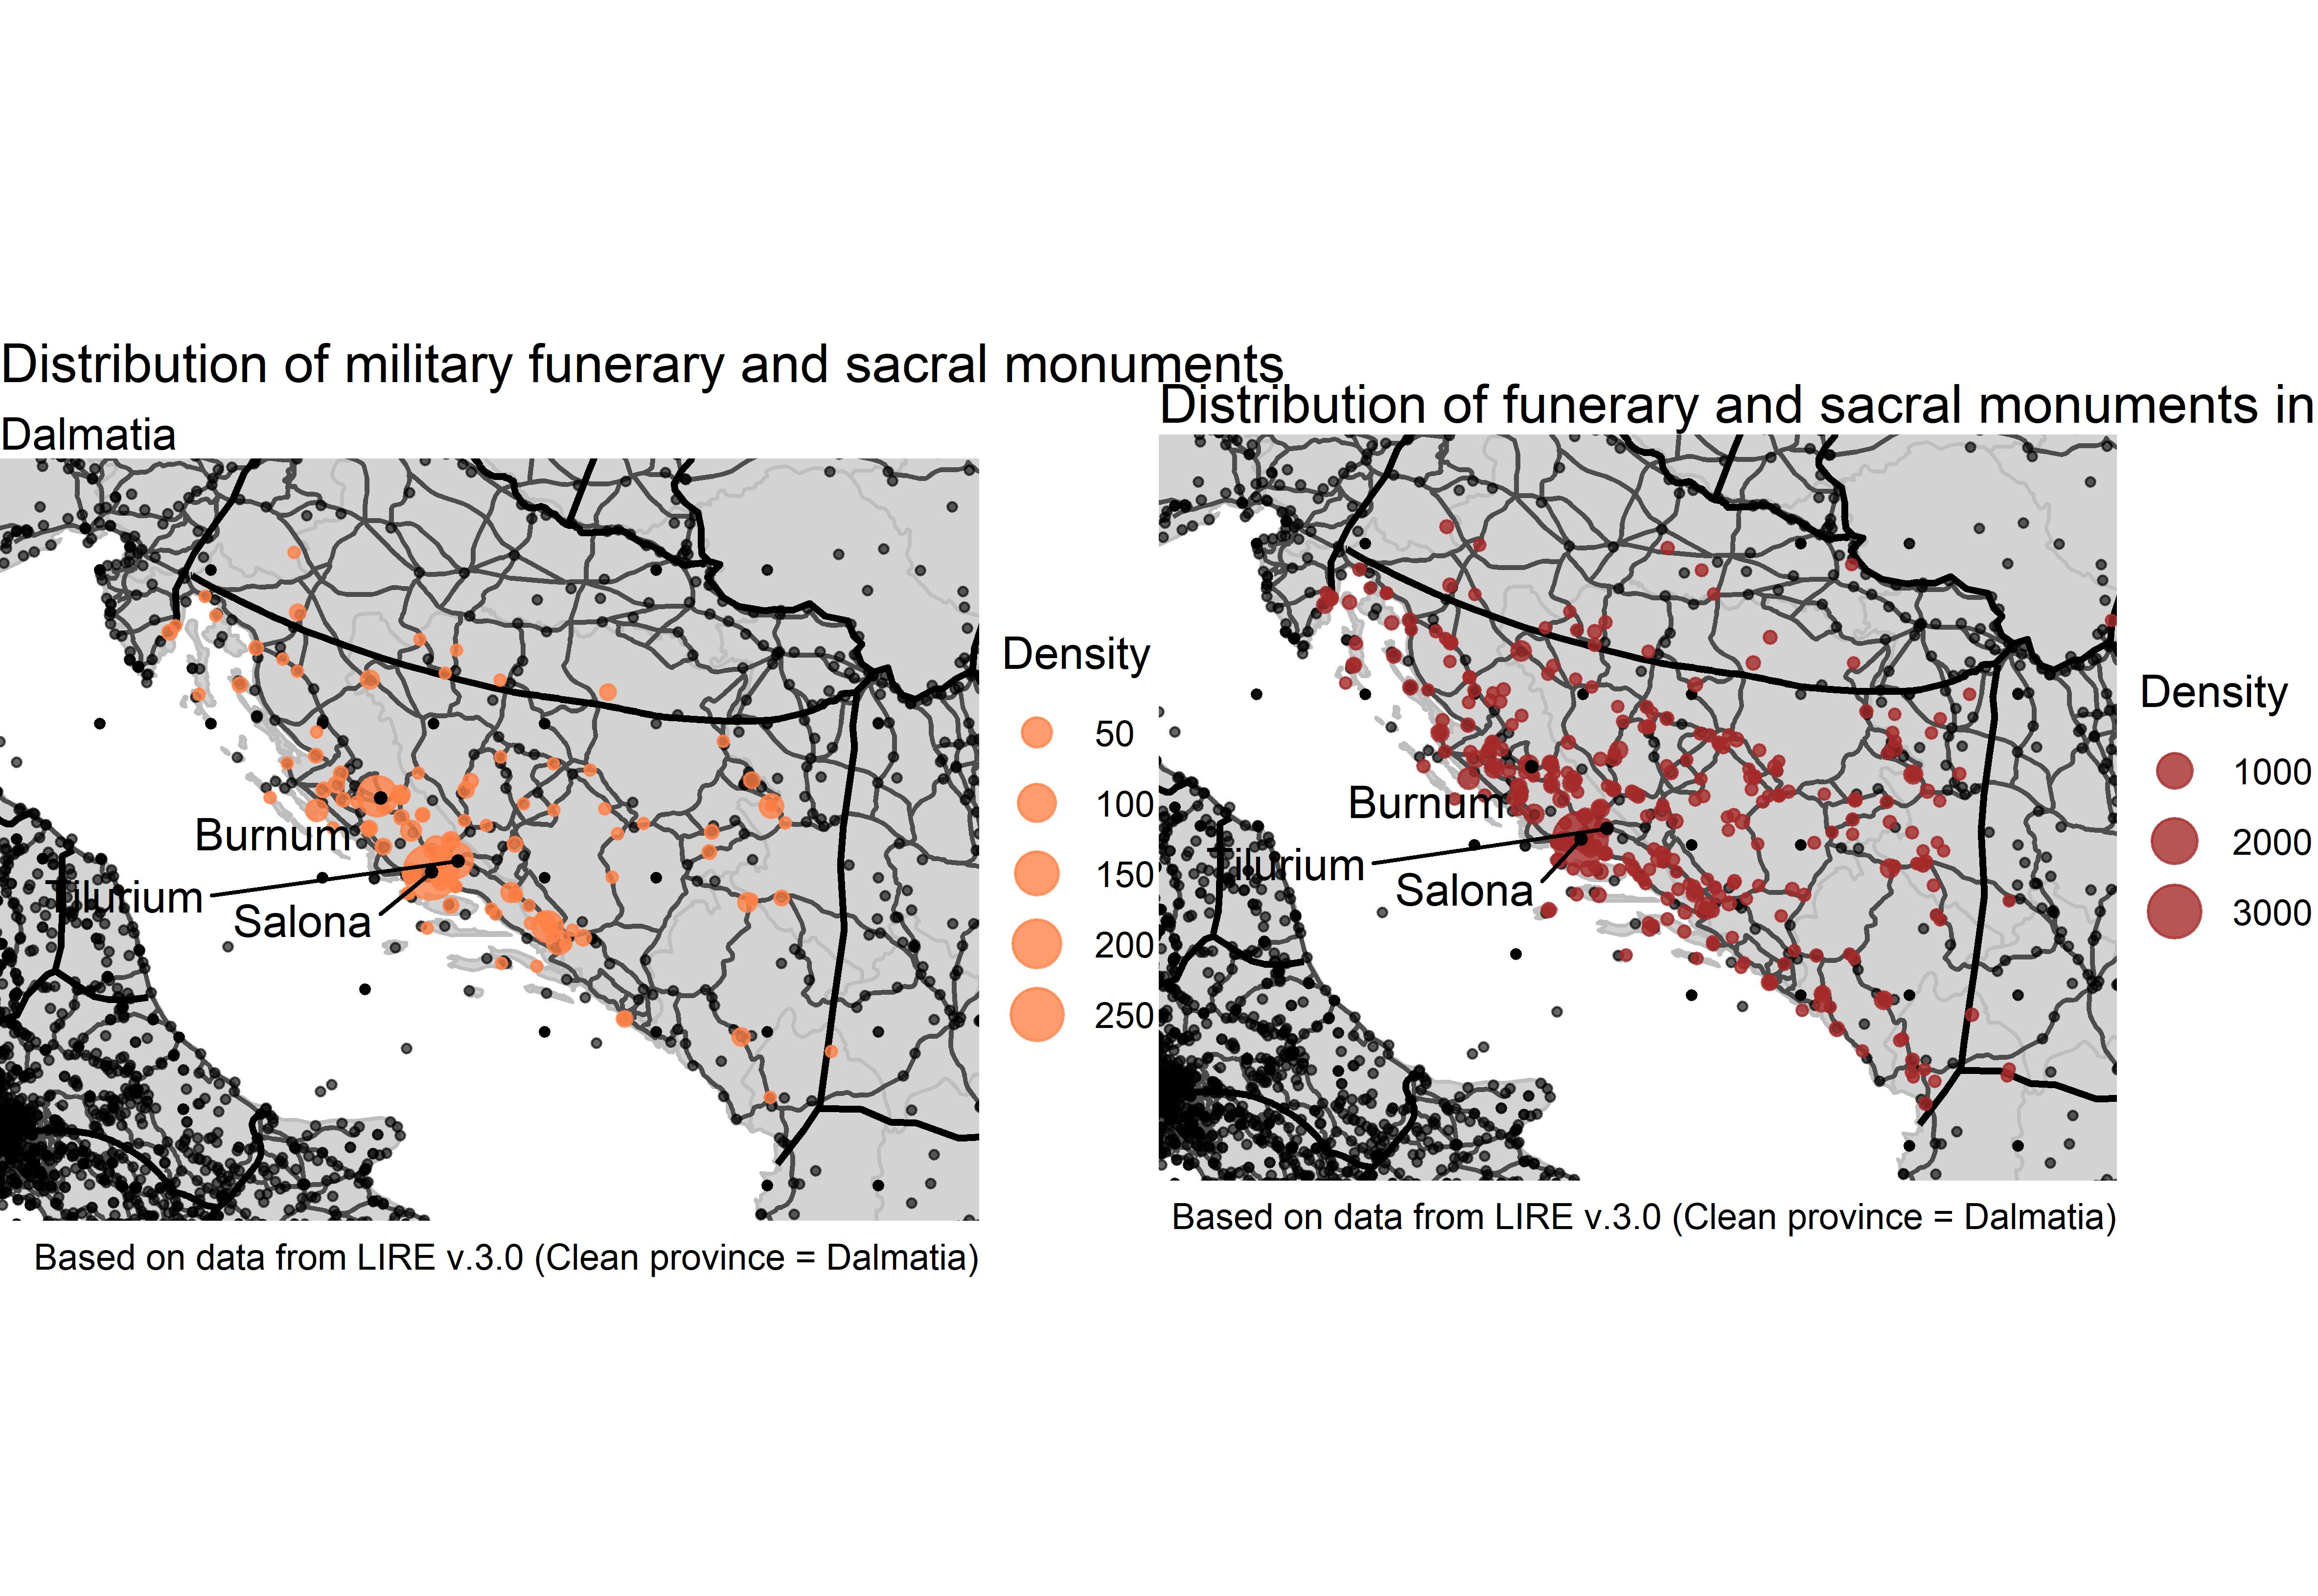 Distribution of military funerary and sacral monuments
Dalmatia
Burnum
Tilurium
Salona
Density
50
100
150
200
250
Based on data from LIRE v.3.0 (Clean province = Dalmatia)
Distribution of funerary and sacral monuments in
Burnum
Tilurium
Salona
Density
1000
2000
3000
Based on data from LIRE v.3.0 (Clean province = Dalmatia)